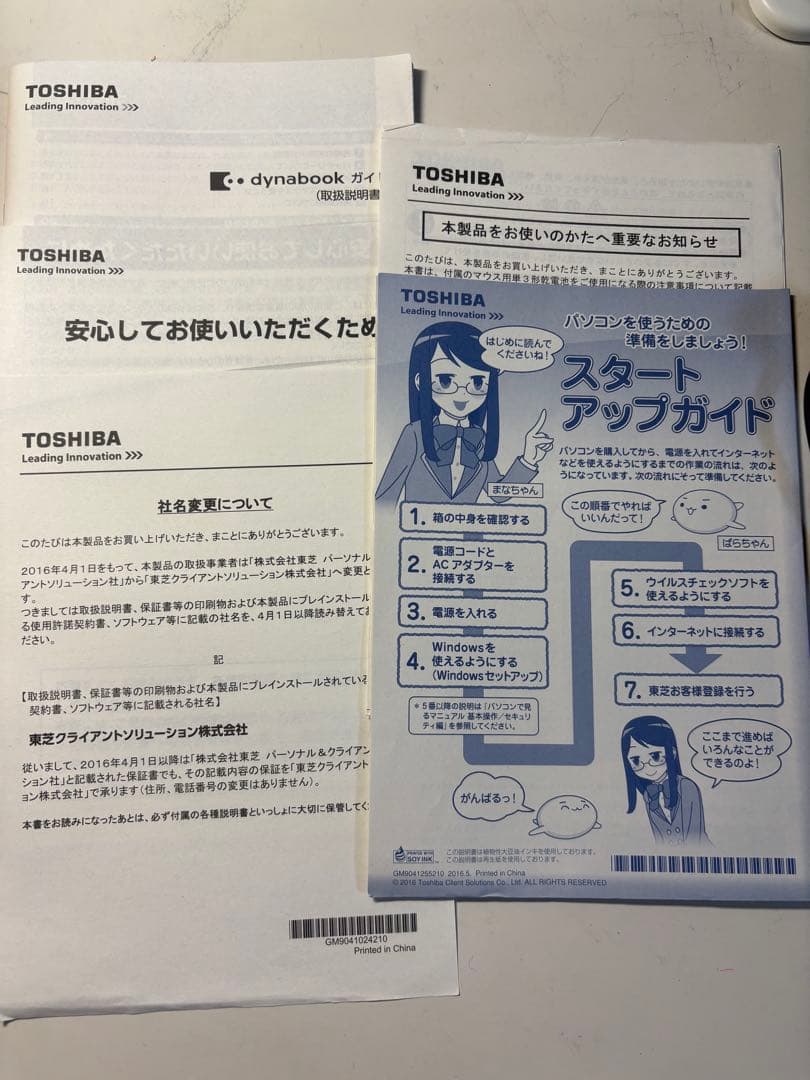 TOSHIBA
Leading Innovation >>>
dynabook ガイ
(取扱説明書
TOSHIBA
Leading Innovation >>>
安心してお使いいただくため
TOSHIBA
Leading Innovation >>>
社名変更について
このたびは本製品をお買い上げいただき、まことにありがとうございます。
2016年4月1日をもって、本製品の取扱事業者は「株式会社東芝 パーソナル
アントソリューション社」から「東芝クライアントソリューション株式会社」へ変更と
す。
つきましては取扱説明書、保証書等の印刷物および本製品にプレインストール
る使用許諾契約書、ソフトウェア等に記載の社名を、4月1日以降読み替えてお
ださい。
記
【取扱説明書、保証書等の印刷物および本製品にプレインストールされている
契約書、ソフトウェア等に記載される社名】
東芝クライアントソリューション株式会社
従いまして、2016年4月1日以降は「株式会社東芝 パーソナル&クライアン
ション社」と記載された保証書でも、その記載内容の保証を「東芝クライアント
ョン株式会社」で承ります(住所、電話番号の変更はありません)。
本書をお読みになったあとは、必ず付属の各種説明書といっしょに大切に保管してく
GM9041024210
Printed in China
TOSHIBA
Leading Innovation >>>
本製品をお使いのかたへ重要なお知らせ
このたびは、本製品をお買い上げいただき、まことにありがとうございます。
本書は、付属のマウス用単3形乾電池をご使用になる際の注意事項について記載
TOSHIBA
Leading Innovation >>>
パソコンを使うための
準備をしましょう!
はじめに読んで
くださいね!
スタート
アップガイド
パソコンを購入してから、電源を入れてインターネット
などを使えるようにするまでの作業の流れは、次のよ
うになっています。次の流れにそって準備してください。
まなちゃん
この順番でやれば
いいんだって!
ぱらちゃん
1. 箱の中身を確認する
2. 電源コードと
ACアダプターを
接続する
3. 電源を入れる
4. Windowsを
使えるようにする
(Windowsセットアップ)
* 5番以降の説明は「パソコンで見
るマニュアル 基本操作/セキュリ
ティ編」を参照してください。
5. ウイルスチェックソフトを
使えるようにする
6. インターネットに接続する
7. 東芝お客様登録を行う
ここまで進めば
いろんなことが
できるのよ!
がんばるっ!
PRINTED WITH
SOY INK
この説明書は植物性大豆油インキを使用しております。
この説明書は再生紙を使用しております。
GM9041255210 2016.5. Printed in China
© 2016 Toshiba Client Solutions Co., Ltd. ALL RIGHTS RESERVED